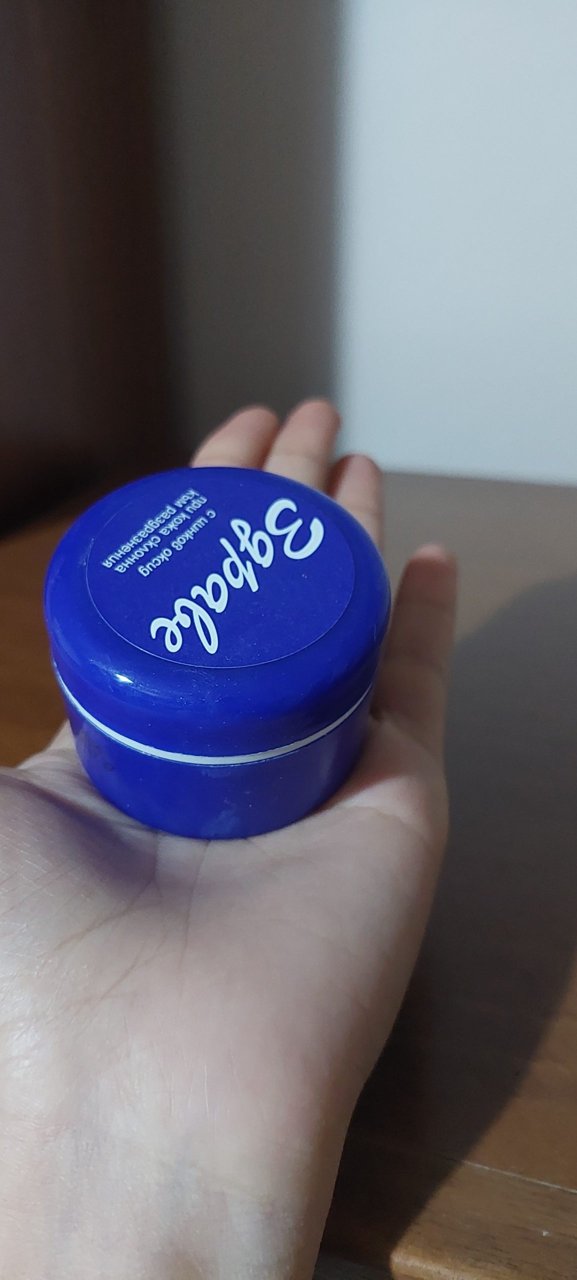 Здраве
с цинков оксид
при кожа склонна
към раздразнения